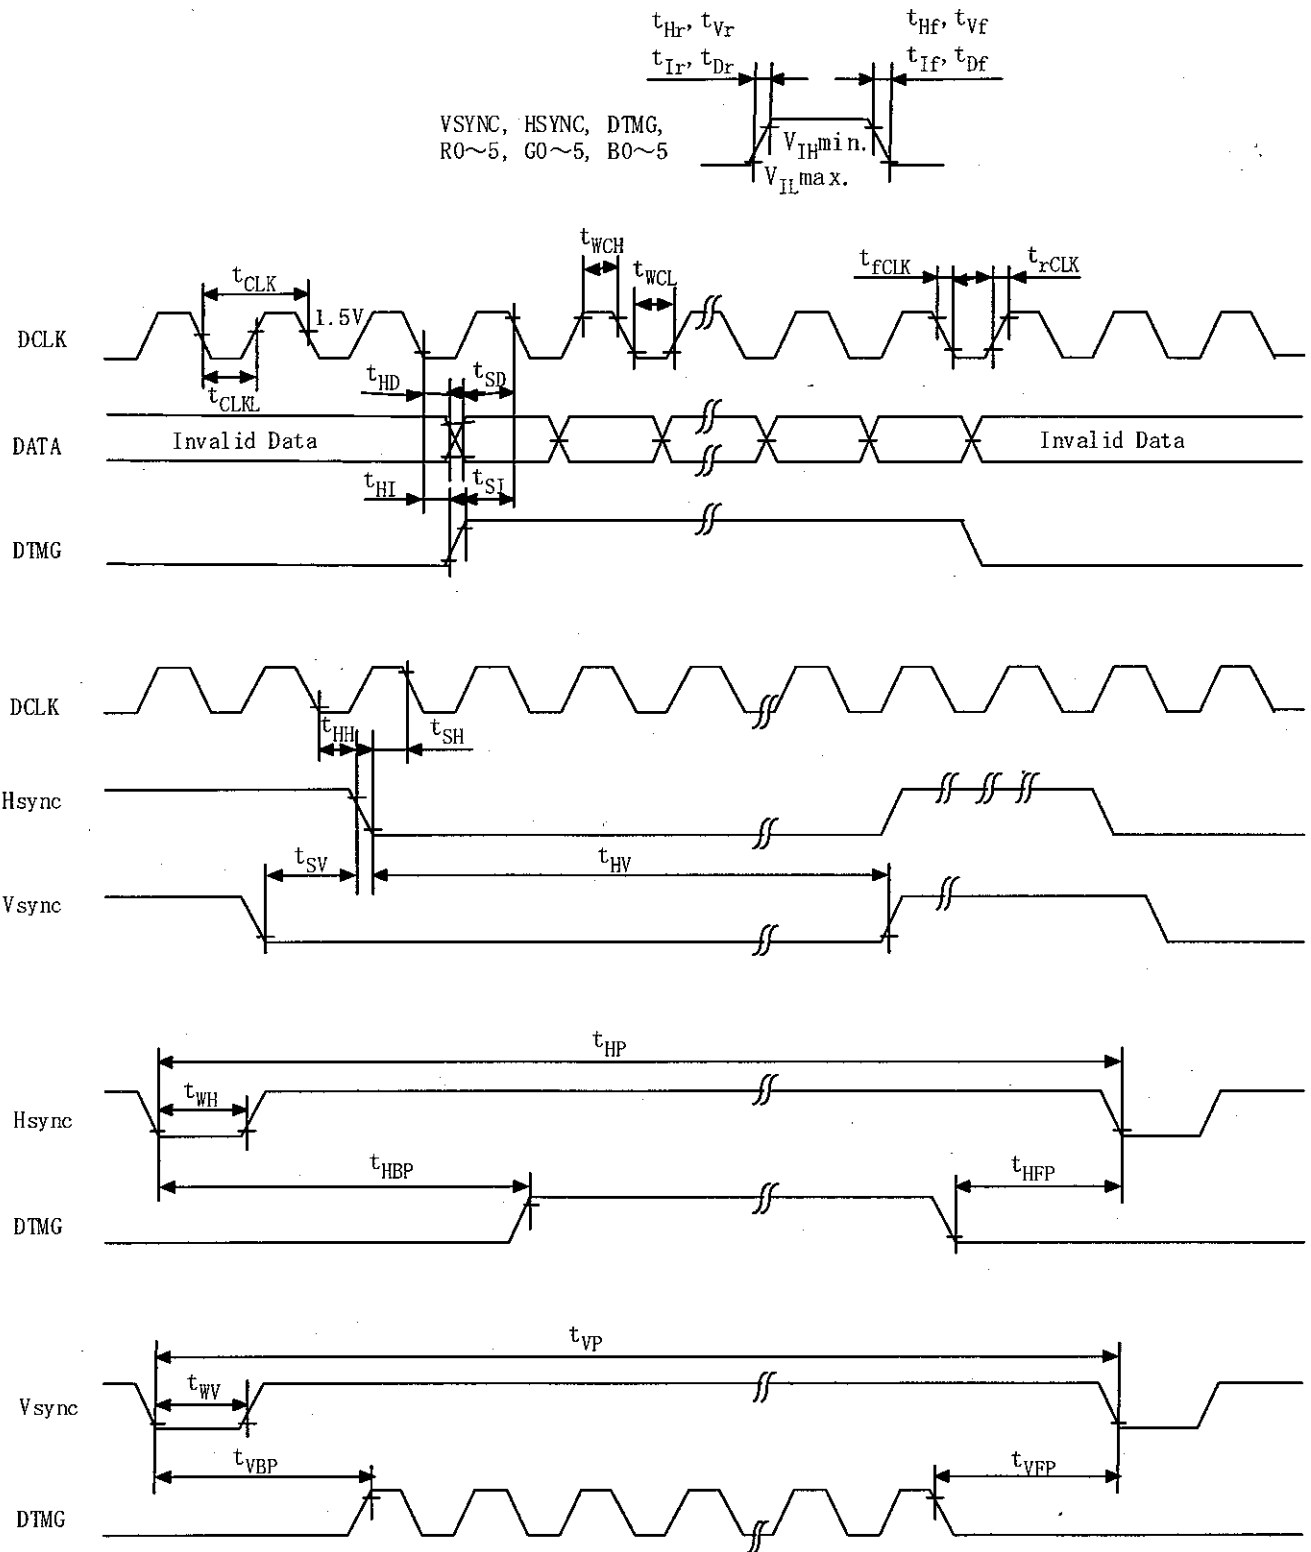 tHr, tVr
tIr, tDr
tHf, tVf
tIf, tDf
VSYNC, HSYNC, DTMG,
R0～5, G0～5, B0～5
VIHmin.
VILmax.
tCLK
tWCH
tWCL
tfCLK
trCLK
1.5V
DCLK
tCLKL
tHD
tSD
DATA
Invalid Data
Invalid Data
tHI
tSI
DTMG
DCLK
tHH
tSH
Hsync
tSV
tHV
Vsync
tHP
tWH
Hsync
tHBP
tHFP
DTMG
tVP
tWV
Vsync
tVBP
tVFP
DTMG